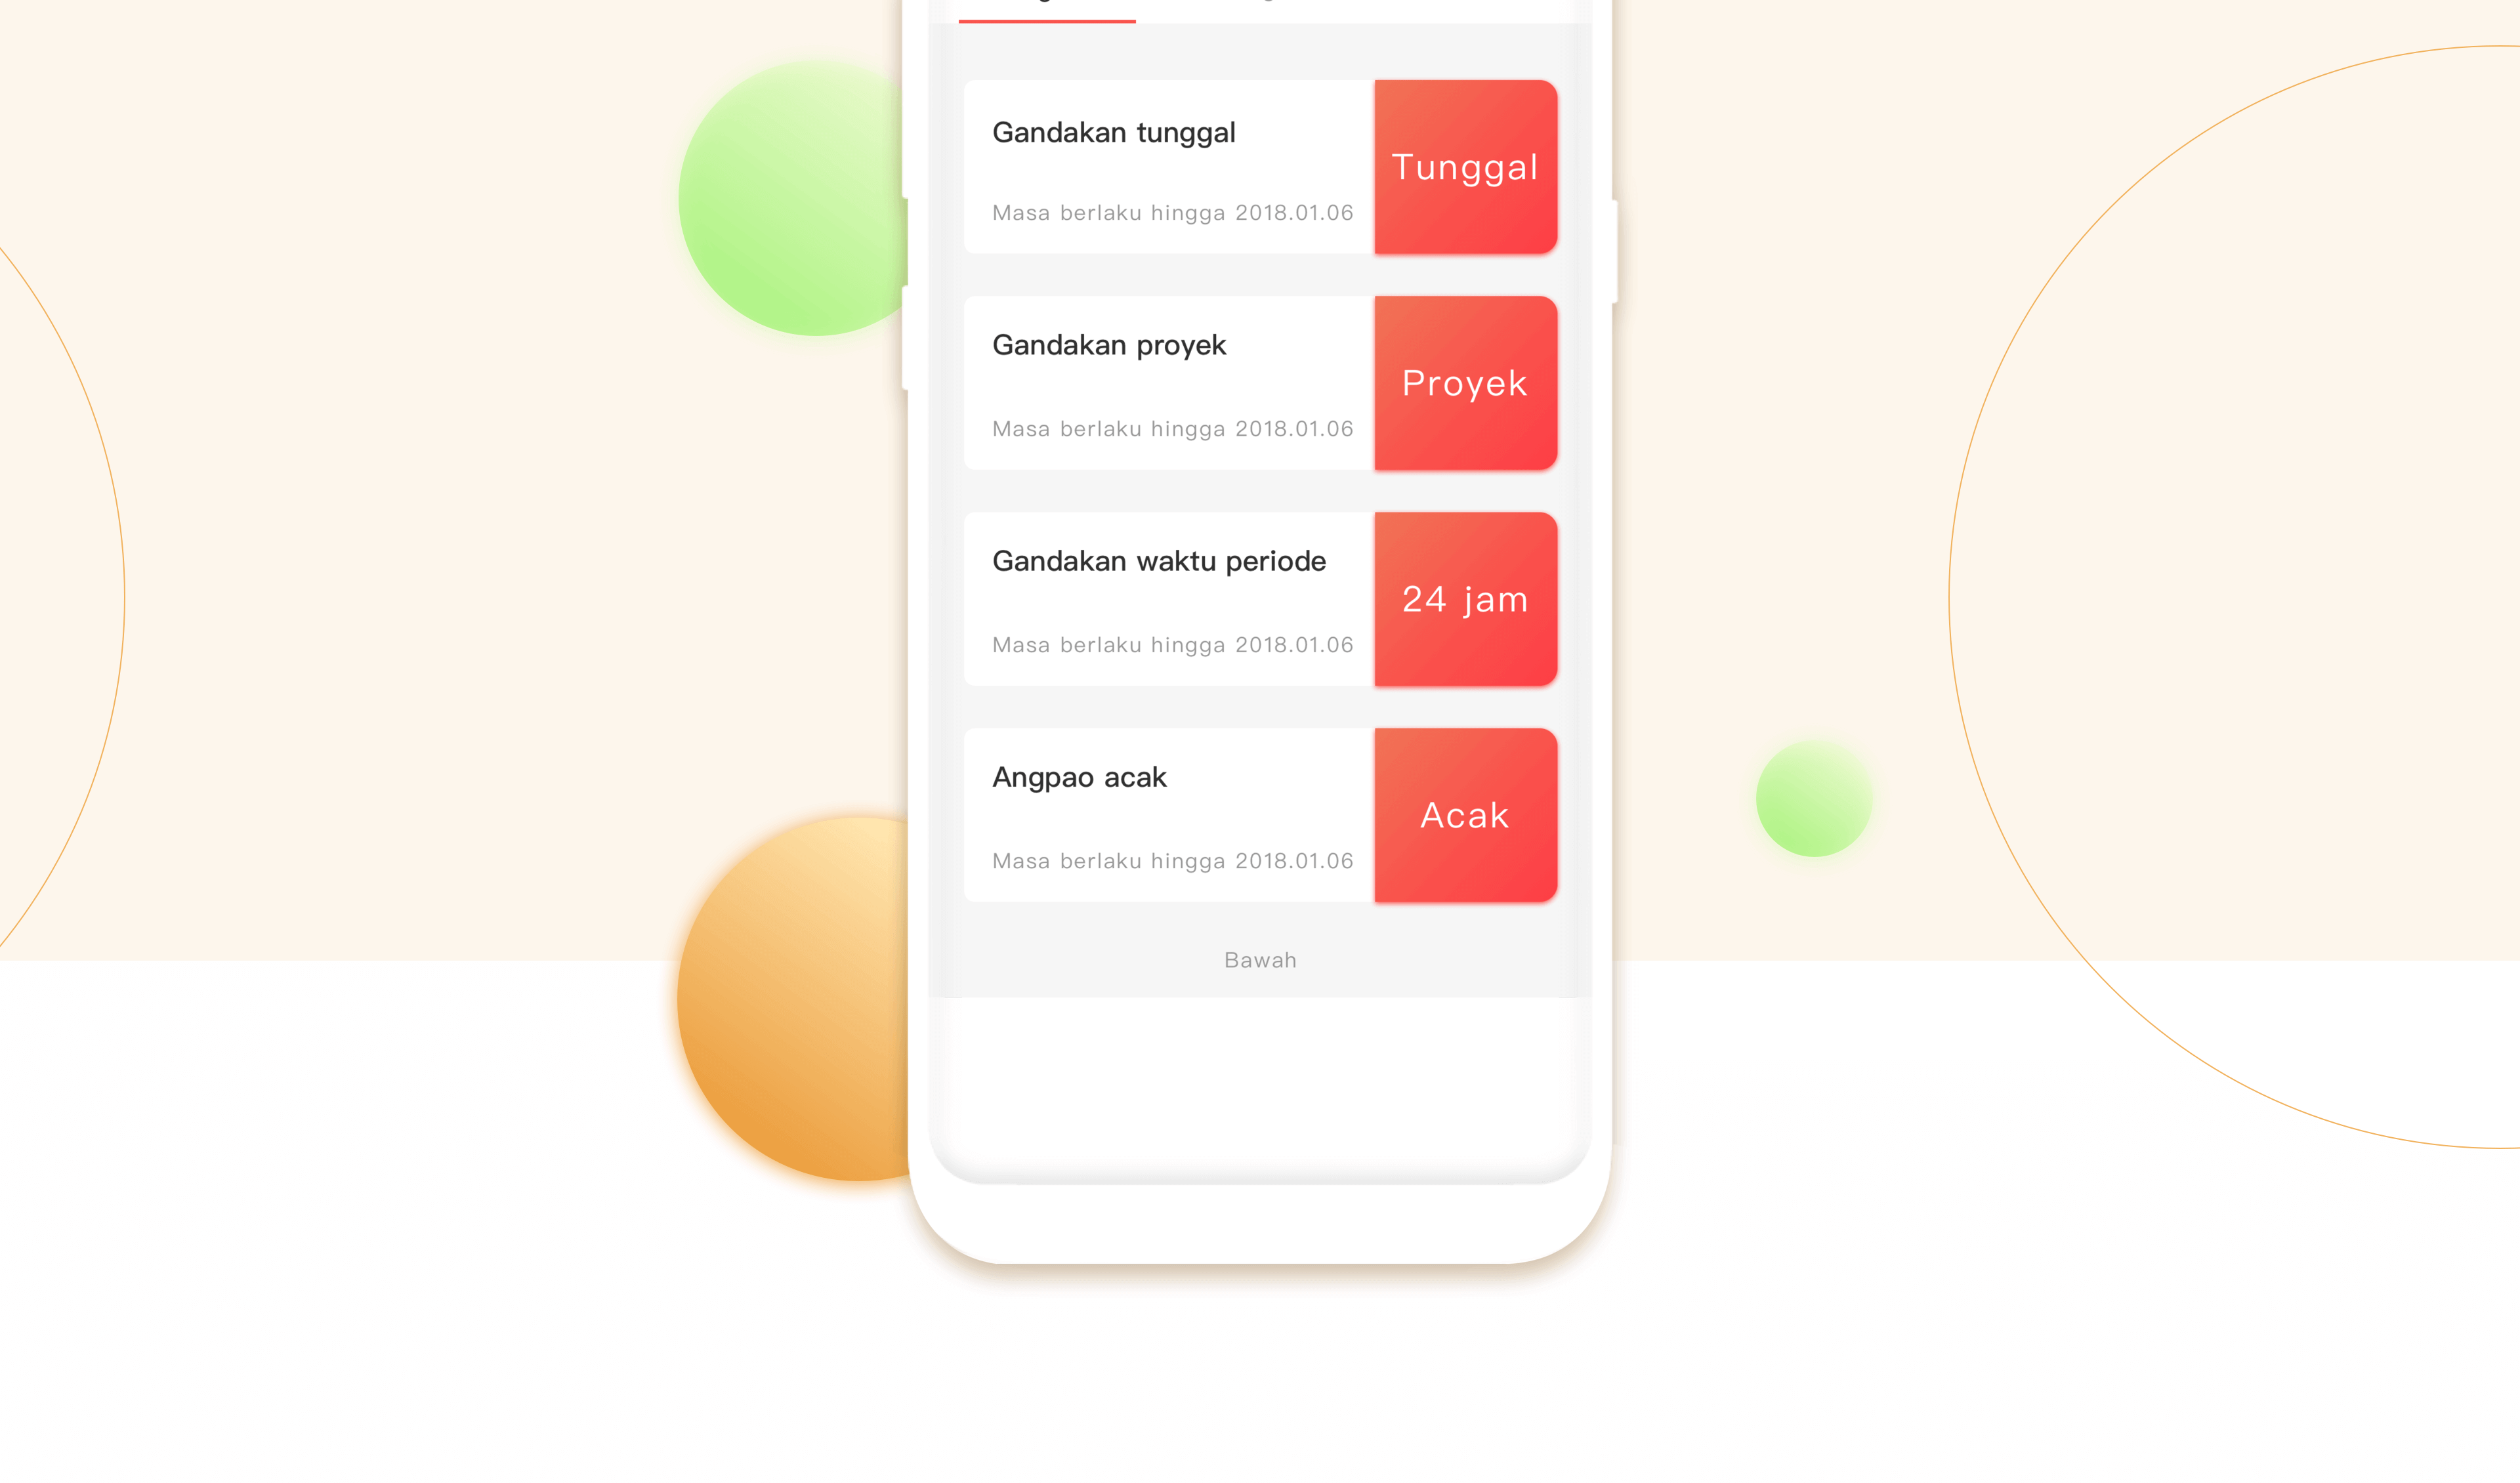 Gandakan tunggal
Tunggal
Masa berlaku hingga 2018.01.06
Gandakan proyek
Proyek
Masa berlaku hingga 2018.01.06
Gandakan waktu periode
24 jam
Masa berlaku hingga 2018.01.06
Angpao acak
Acak
Masa berlaku hingga 2018.01.06
Bawah